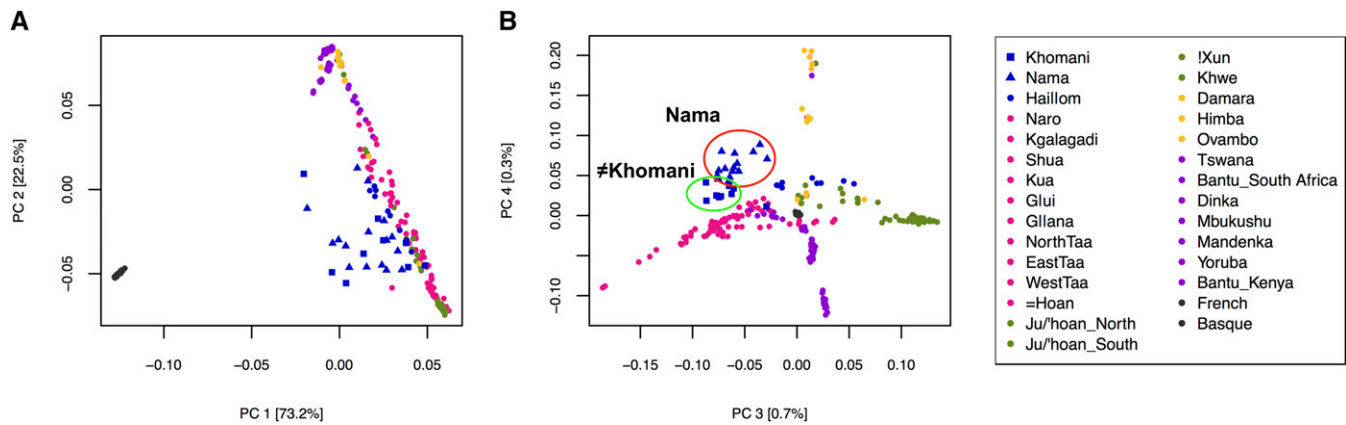 A
PC 2 [22.5%]
0.05
0.00
−0.05
−0.10
−0.05
0.00
0.05
PC 1 [73.2%]
B
PC 4 [0.3%]
0.20
0.15
0.10
0.05
0.00
−0.10
Nama
≠Khomani
−0.15
−0.10
−0.05
0.00
0.05
0.10
PC 3 [0.7%]
Khomani
Nama
Haillom
Naro
Kgalagadi
Shua
Kua
Glui
Gllana
NorthTaa
EastTaa
WestTaa
=Hoan
Ju/'hoan_North
Ju/'hoan_South
!Xun
Khwe
Damara
Himba
Ovambo
Tswana
Bantu_South Africa
Dinka
Mbukushu
Mandenka
Yoruba
Bantu_Kenya
French
Basque